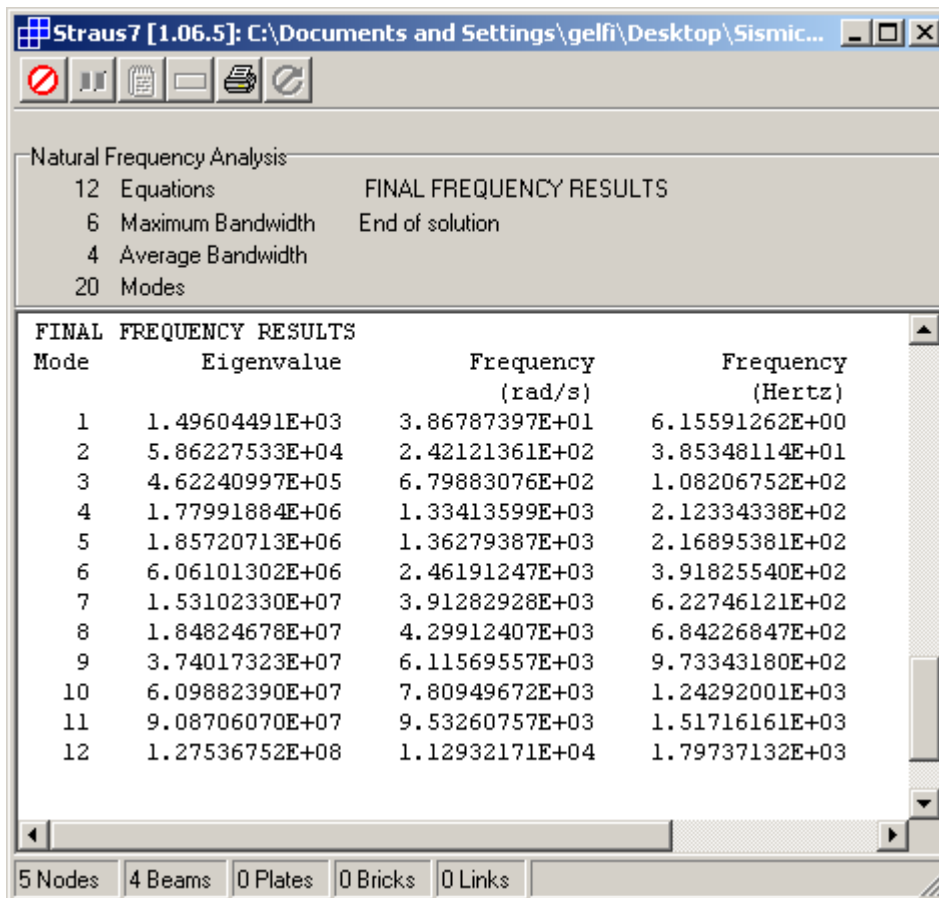 Straus7 [1.06.5]: C:\Documents and Settings\gelfi\Desktop\Sismic...
Natural Frequency Analysis
12 Equations FINAL FREQUENCY RESULTS
6 Maximum Bandwidth End of solution
4 Average Bandwidth
20 Modes
FINAL FREQUENCY RESULTS
Mode Eigenvalue Frequency Frequency
(rad/s) (Hertz)
1 1.49604491E+03 3.86787397E+01 6.15591262E+00
2 5.86227533E+04 2.42121361E+02 3.85348114E+01
3 4.62240997E+05 6.79883076E+02 1.08206752E+02
4 1.77991884E+06 1.33413599E+03 2.12334338E+02
5 1.85720713E+06 1.36279387E+03 2.16895381E+02
6 6.06101302E+06 2.46191247E+03 3.91825540E+02
7 1.53102330E+07 3.91282928E+03 6.22746121E+02
8 1.84824678E+07 4.29912407E+03 6.84226847E+02
9 3.74017323E+07 6.11569557E+03 9.73343180E+02
10 6.09882390E+07 7.80949672E+03 1.24292001E+03
11 9.08706070E+07 9.53260757E+03 1.51716161E+03
12 1.27536752E+08 1.12932171E+04 1.79737132E+03
5 Nodes 4 Beams 0 Plates 0 Bricks 0 Links